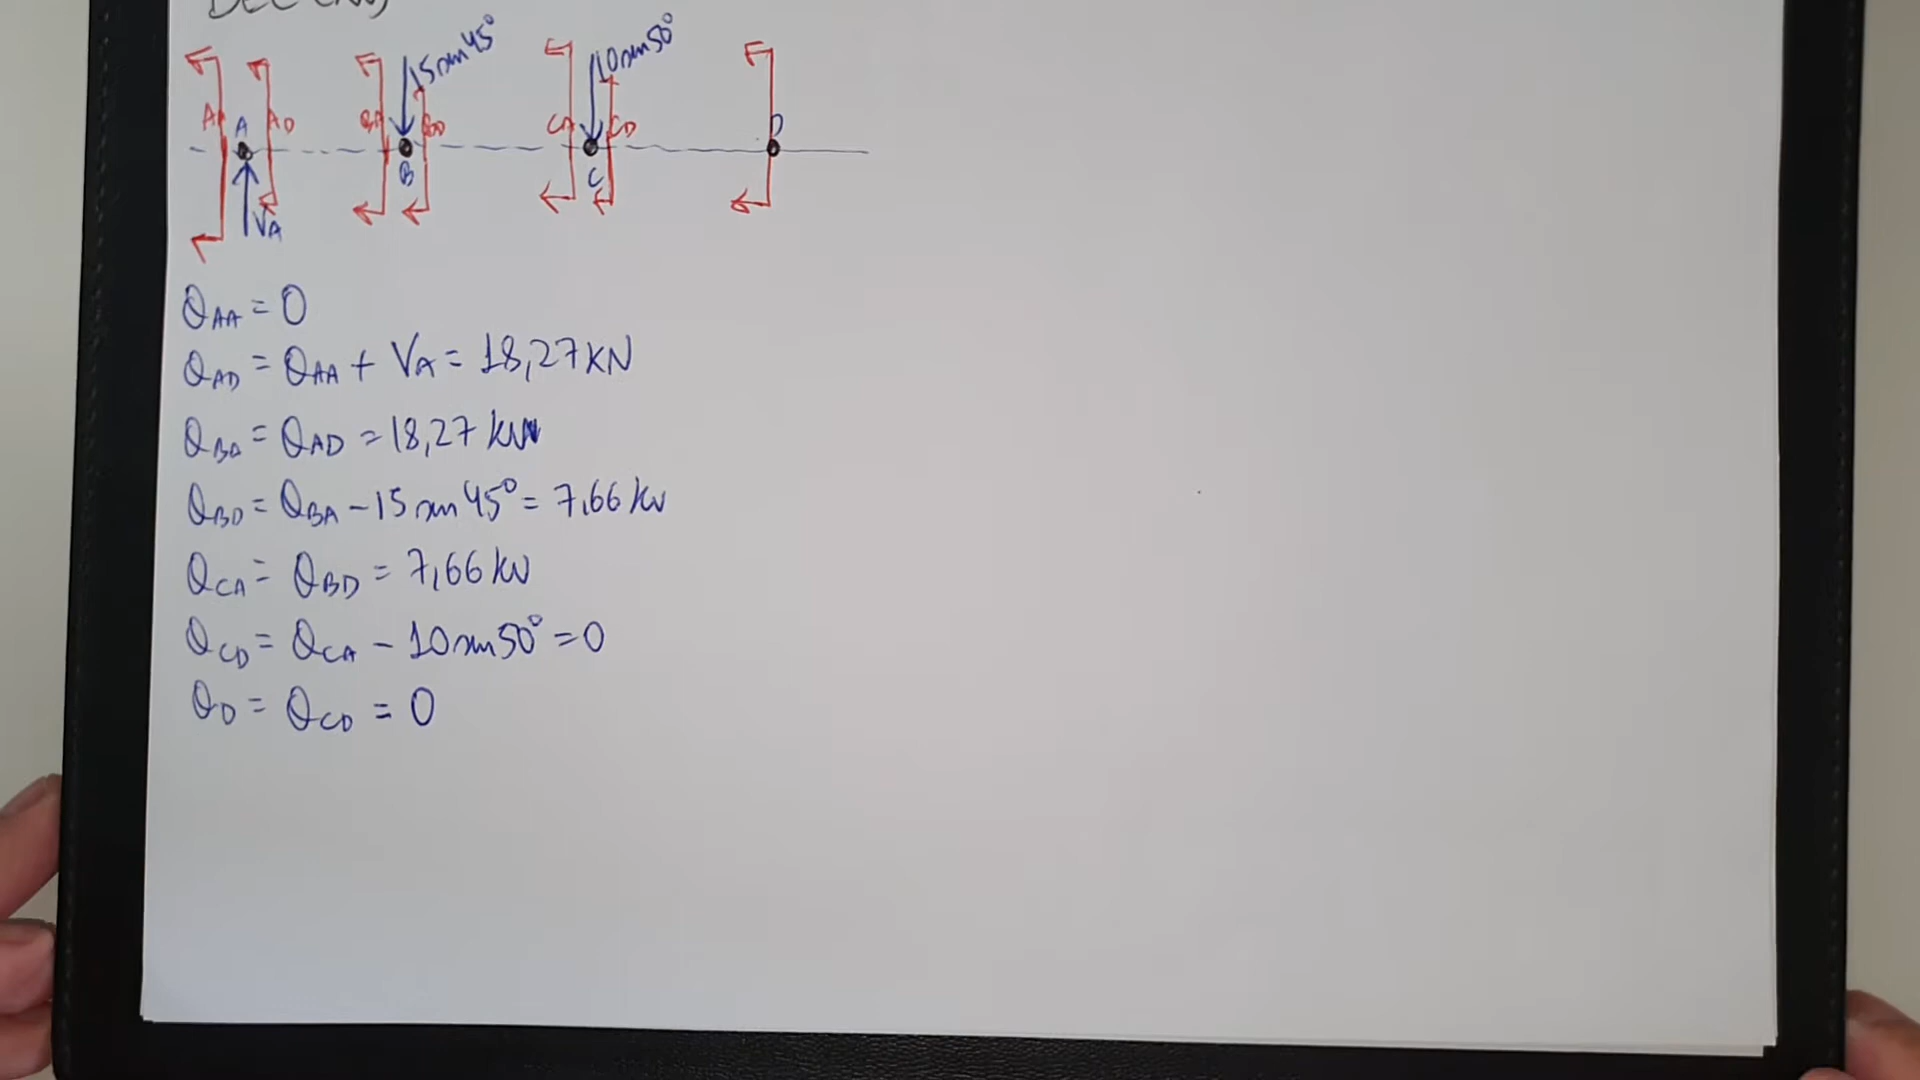 15 sen 45° 10 sen 50°
A AD BA BD CA CD D
A
B C
VA
QAA = 0
QAD = QAA + VA = 18,27 KN
QBA = QAD = 18,27 kN
QBD = QBA - 15 sen 45° = 7,66 kN
QCA = QBD = 7,66 kN
QCD = QCA - 10 sen 50° = 0
QD = QCD = 0